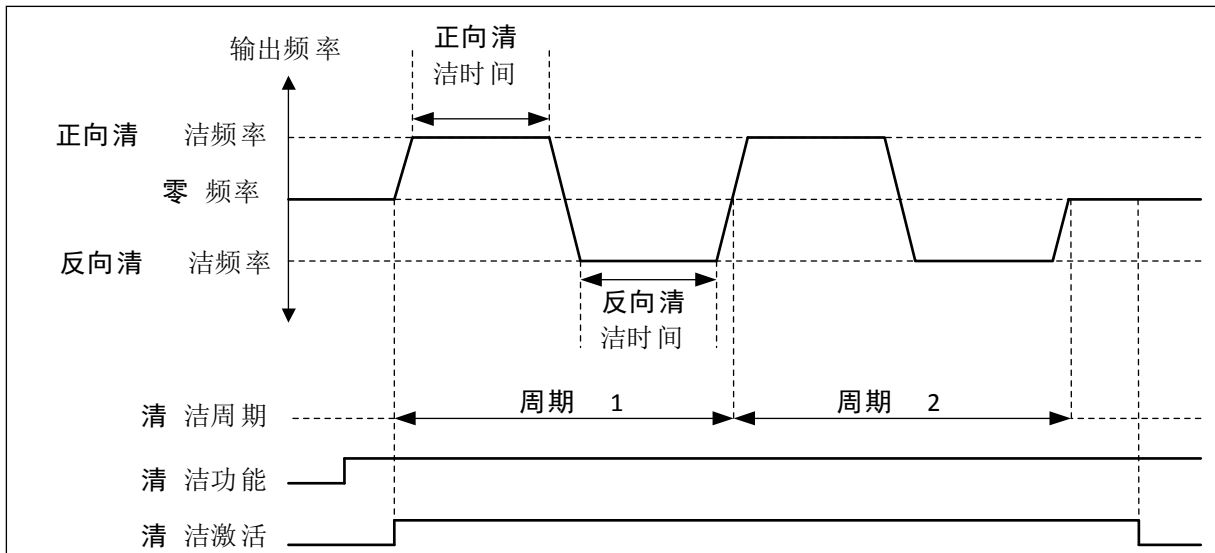 正向清
洁时间
输出频率
正向清 洁频率
零 频率
反向清 洁频率
反向清
洁时间
清 洁周期 周期 1 周期 2
清 洁功能
清 洁激活